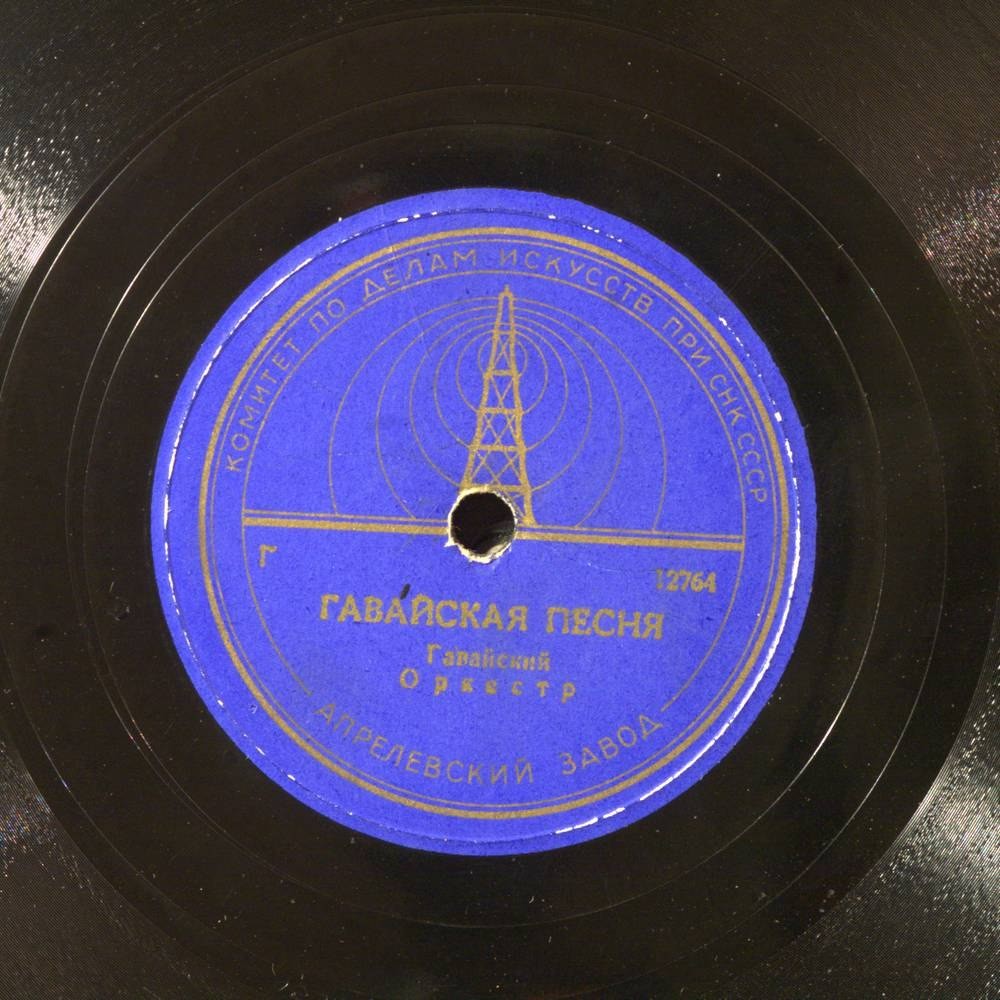 КОМИТЕТ ПО ДЕЛАМ ИСКУССТВ ПРИ СНК СССР
Г
12764
ГАВАЙСКАЯ ПЕСНЯ
Гавайский
Оркестр
АПРЕЛЕВСКИЙ ЗАВОД